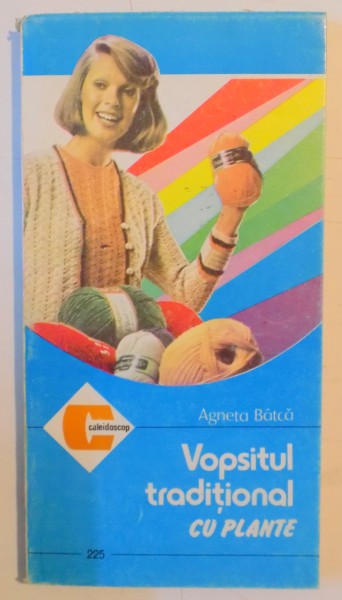 C
caleidoscop
Agneta Bâtcă
Vopsitul
tradițional
CU PLANTE
225